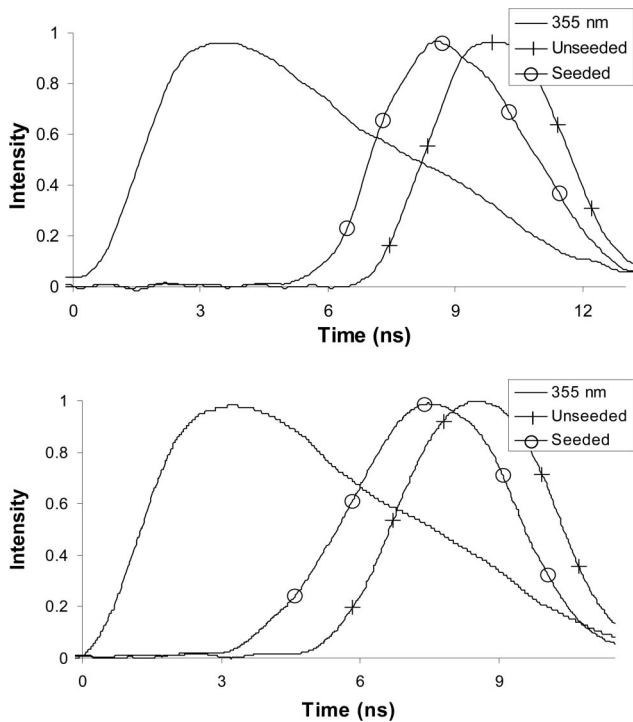 355 nm
Unseeded
Seeded
1
0.8
0.6
0.4
0.2
0
Intensity
0 3 6 9 12
Time (ns)
355 nm
Unseeded
Seeded
1
0.8
0.6
0.4
0.2
0
Intensity
0 3 6 9
Time (ns)